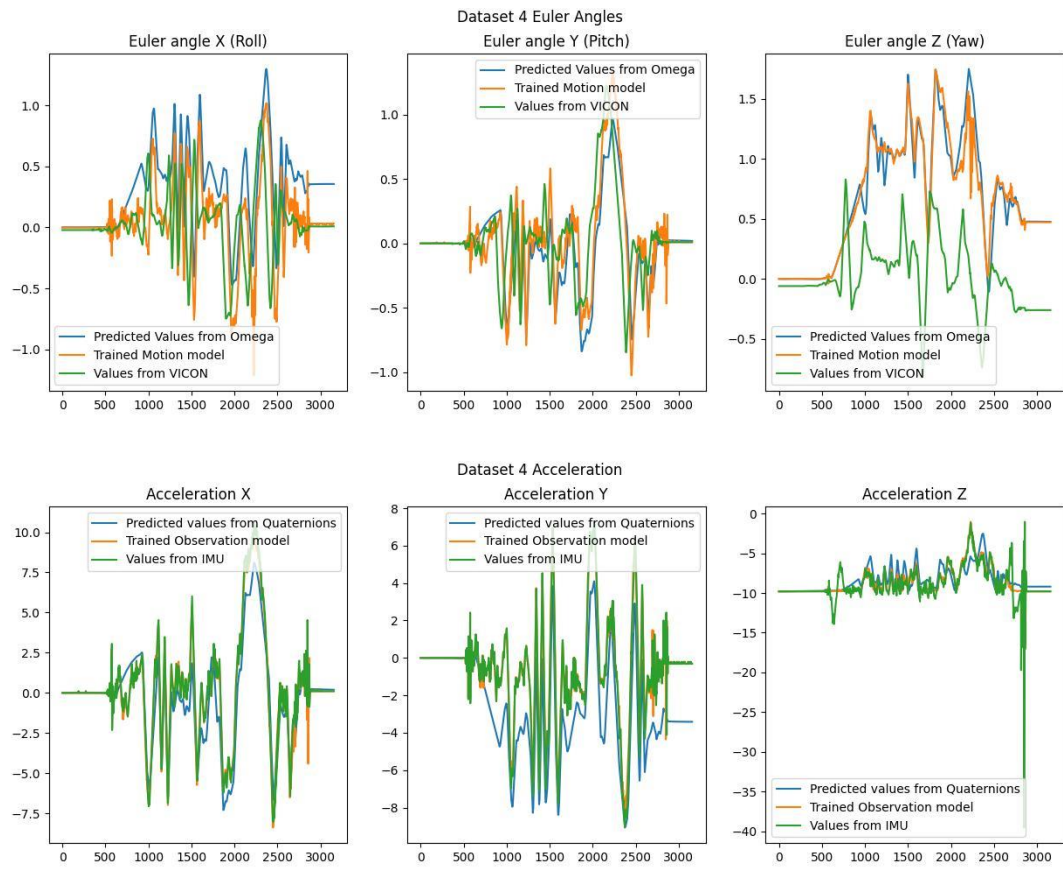 Dataset 4 Euler Angles
Euler angle X (Roll)
1.0
0.5
0.0
−0.5
−1.0
Predicted Values from Omega
Trained Motion model
Values from VICON
0 500 1000 1500 2000 2500 3000
Euler angle Y (Pitch)
1.0
0.5
0.0
−0.5
−1.0
Predicted Values from Omega
Trained Motion model
Values from VICON
0 500 1000 1500 2000 2500 3000
Euler angle Z (Yaw)
1.5
1.0
0.5
0.0
−0.5
Predicted Values from Omega
Trained Motion model
Values from VICON
0 500 1000 1500 2000 2500 3000
Dataset 4 Acceleration
Acceleration X
10.0
7.5
5.0
2.5
0.0
−2.5
−5.0
−7.5
Predicted values from Quaternions
Trained Observation model
Values from IMU
0 500 1000 1500 2000 2500 3000
Acceleration Y
8
6
4
2
0
−2
−4
−6
−8
Predicted values from Quaternions
Trained Observation model
Values from IMU
0 500 1000 1500 2000 2500 3000
Acceleration Z
0
−5
−10
−15
−20
−25
−30
−35
−40
Predicted values from Quaternions
Trained Observation model
Values from IMU
0 500 1000 1500 2000 2500 3000